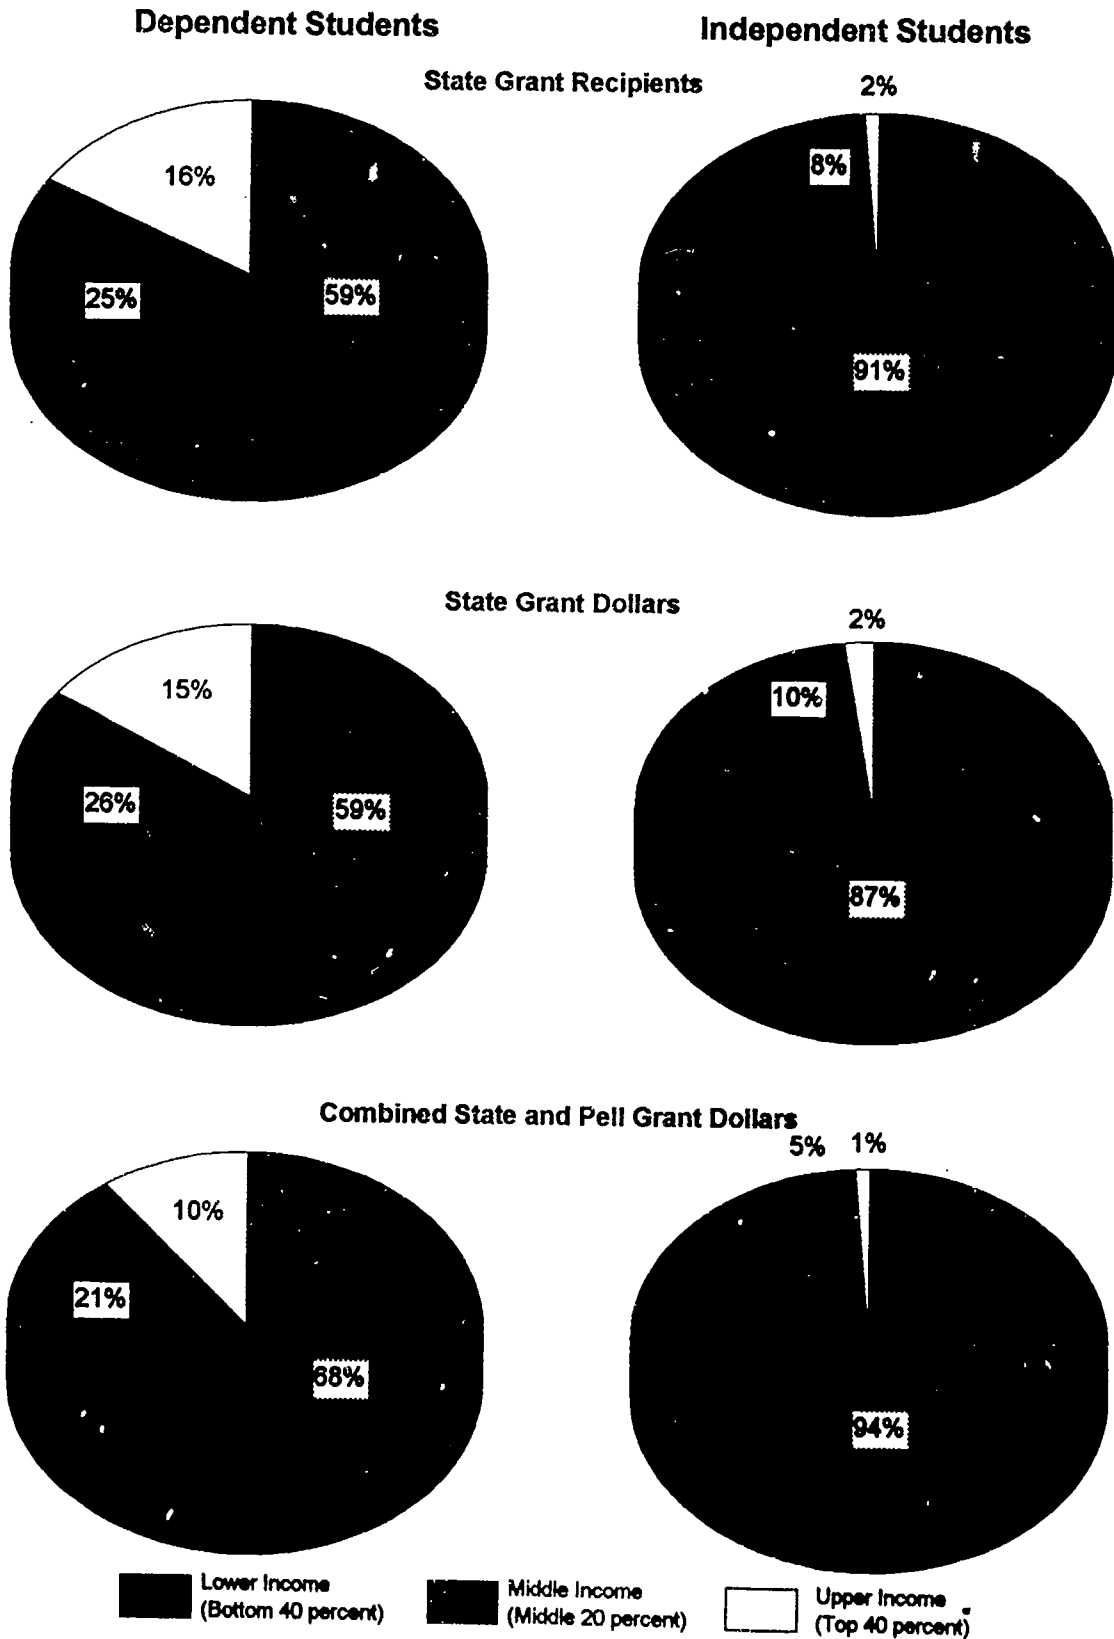 Dependent Students
Independent Students
State Grant Recipients
2%
16%
8%
25%
59%
91%
State Grant Dollars
2%
15%
10%
26%
59%
87%
Combined State and Pell Grant Dollars
5% 1%
10%
21%
68%
94%
Lower Income
(Bottom 40 percent)
Middle Income
(Middle 20 percent)
Upper Income
(Top 40 percent)